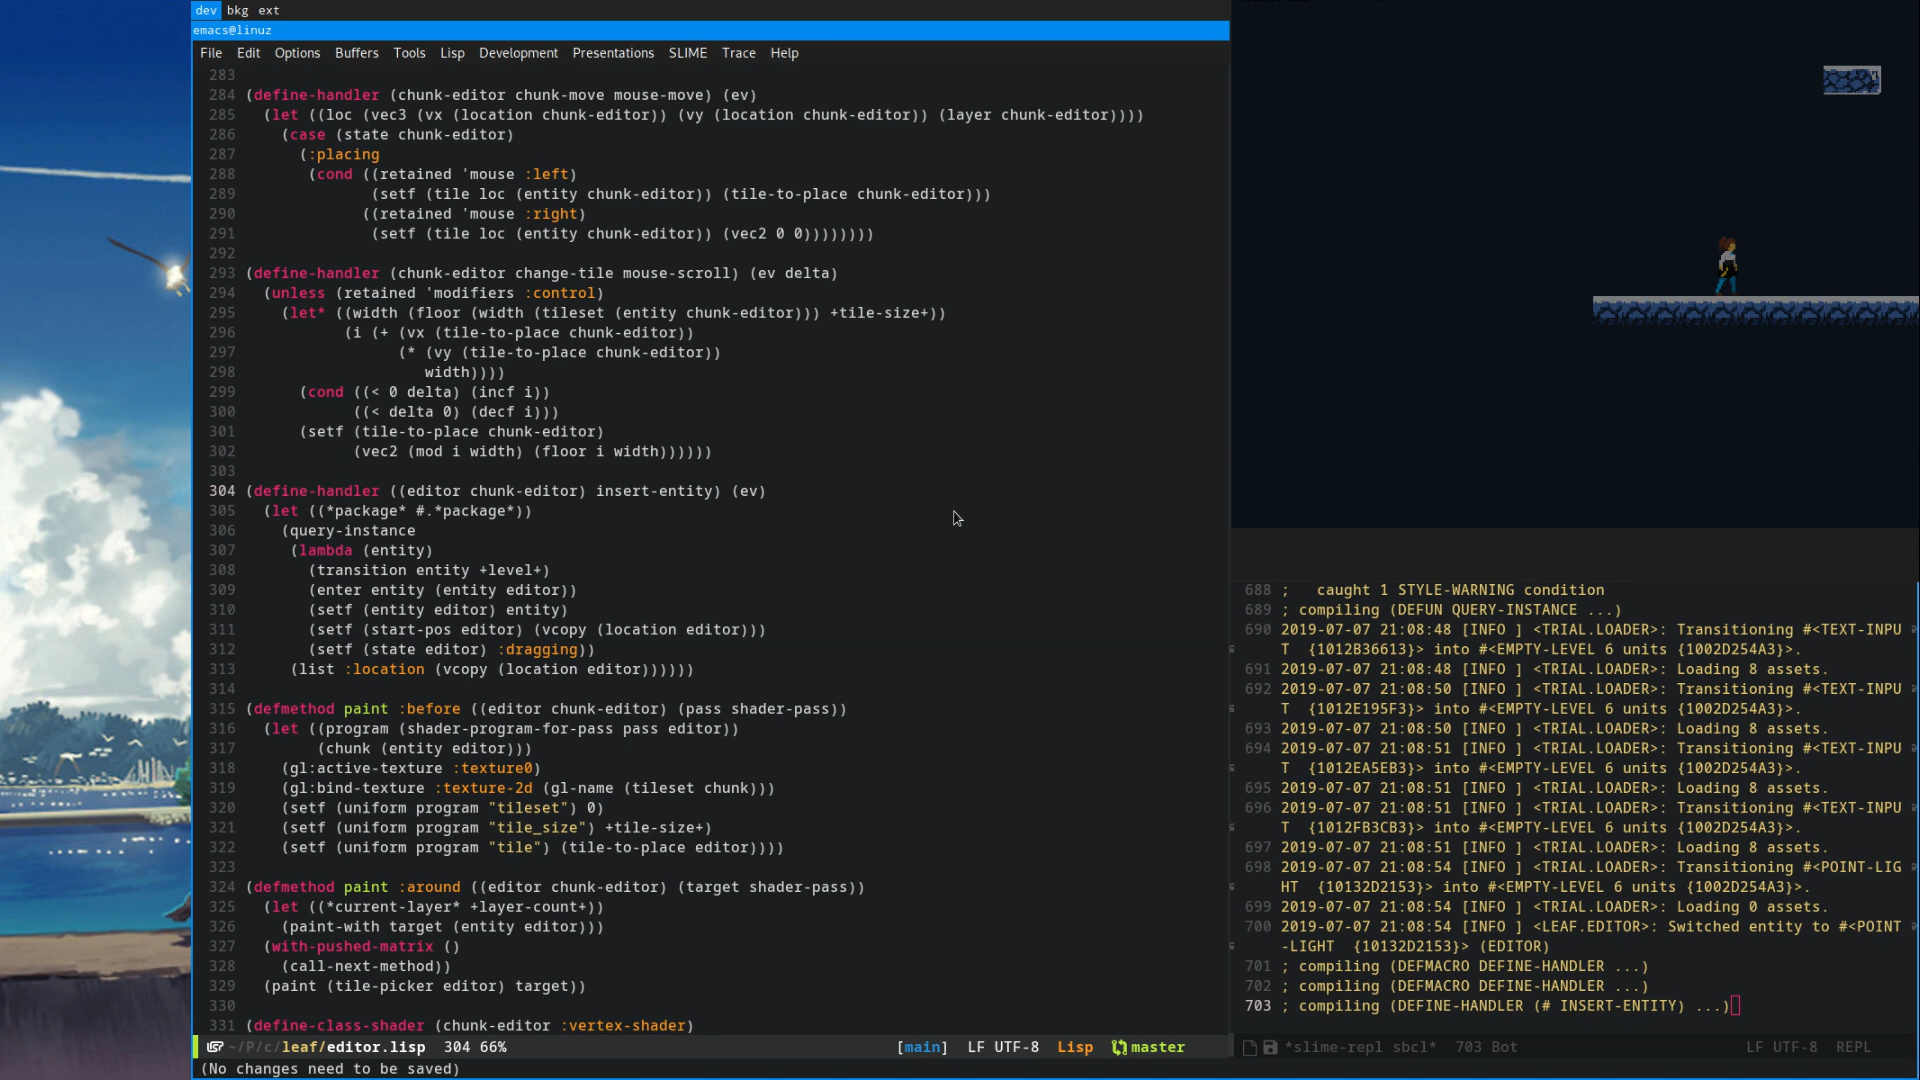 dev bkg ext
emacs@linuz
File Edit Options Buffers Tools Lisp Development Presentations SLIME Trace Help
283
284 (define-handler (chunk-editor chunk-move mouse-move) (ev)
285   (let ((loc (vec3 (vx (location chunk-editor)) (vy (location chunk-editor)) (layer chunk-editor))))
286     (case (state chunk-editor)
287       (:placing
288        (cond ((retained 'mouse :left)
289               (setf (tile loc (entity chunk-editor)) (tile-to-place chunk-editor)))
290              ((retained 'mouse :right)
291               (setf (tile loc (entity chunk-editor)) (vec2 0 0))))))))
292
293 (define-handler (chunk-editor change-tile mouse-scroll) (ev delta)
294   (unless (retained 'modifiers :control)
295     (let* ((width (floor (width (tileset (entity chunk-editor))) +tile-size+))
296            (i (+ (vx (tile-to-place chunk-editor))
297                  (* (vy (tile-to-place chunk-editor))
298                     width))))
299       (cond ((< 0 delta) (incf i))
300             ((< delta 0) (decf i)))
301       (setf (tile-to-place chunk-editor)
302             (vec2 (mod i width) (floor i width))))))
303
304 (define-handler ((editor chunk-editor) insert-entity) (ev)
305   (let ((*package* #.*package*))
306     (query-instance
307      (lambda (entity)
308        (transition entity +level+)
309        (enter entity (entity editor))
310        (setf (entity editor) entity)
311        (setf (start-pos editor) (vcopy (location editor)))
312        (setf (state editor) :dragging))
313      (list :location (vcopy (location editor))))))
314
315 (defmethod paint :before ((editor chunk-editor) (pass shader-pass))
316   (let ((program (shader-program-for-pass pass editor))
317         (chunk (entity editor)))
318     (gl:active-texture :texture0)
319     (gl:bind-texture :texture-2d (gl-name (tileset chunk)))
320     (setf (uniform program "tileset") 0)
321     (setf (uniform program "tile_size") +tile-size+)
322     (setf (uniform program "tile") (tile-to-place editor))))
323
324 (defmethod paint :around ((editor chunk-editor) (target shader-pass))
325   (let ((*current-layer* +layer-count+))
326     (paint-with target (entity editor)))
327   (with-pushed-matrix ()
328     (call-next-method))
329   (paint (tile-picker editor) target))
330
331 (define-class-shader (chunk-editor :vertex-shader)
~/P/c/leaf/editor.lisp 304 66% [main] LF UTF-8 Lisp master
(No changes need to be saved)
688 ;   caught 1 STYLE-WARNING condition
689 ; compiling (DEFUN QUERY-INSTANCE ...)
690 2019-07-07 21:08:48 [INFO ] <TRIAL.LOADER>: Transitioning #<TEXT-INPU
T  {1012B36613}> into #<EMPTY-LEVEL 6 units {1002D254A3}>.
691 2019-07-07 21:08:48 [INFO ] <TRIAL.LOADER>: Loading 8 assets.
692 2019-07-07 21:08:50 [INFO ] <TRIAL.LOADER>: Transitioning #<TEXT-INPU
T  {1012E195F3}> into #<EMPTY-LEVEL 6 units {1002D254A3}>.
693 2019-07-07 21:08:50 [INFO ] <TRIAL.LOADER>: Loading 8 assets.
694 2019-07-07 21:08:51 [INFO ] <TRIAL.LOADER>: Transitioning #<TEXT-INPU
T  {1012EA5EB3}> into #<EMPTY-LEVEL 6 units {1002D254A3}>.
695 2019-07-07 21:08:51 [INFO ] <TRIAL.LOADER>: Loading 8 assets.
696 2019-07-07 21:08:51 [INFO ] <TRIAL.LOADER>: Transitioning #<TEXT-INPU
T  {1012FB3CB3}> into #<EMPTY-LEVEL 6 units {1002D254A3}>.
697 2019-07-07 21:08:51 [INFO ] <TRIAL.LOADER>: Loading 8 assets.
698 2019-07-07 21:08:54 [INFO ] <TRIAL.LOADER>: Transitioning #<POINT-LIG
HT  {10132D2153}> into #<EMPTY-LEVEL 6 units {1002D254A3}>.
699 2019-07-07 21:08:54 [INFO ] <TRIAL.LOADER>: Loading 0 assets.
700 2019-07-07 21:08:54 [INFO ] <LEAF.EDITOR>: Switched entity to #<POINT
-LIGHT  {10132D2153}> (EDITOR)
701 ; compiling (DEFMACRO DEFINE-HANDLER ...)
702 ; compiling (DEFMACRO DEFINE-HANDLER ...)
703 ; compiling (DEFINE-HANDLER (# INSERT-ENTITY) ...)
*slime-repl sbcl* 703 Bot LF UTF-8 REPL